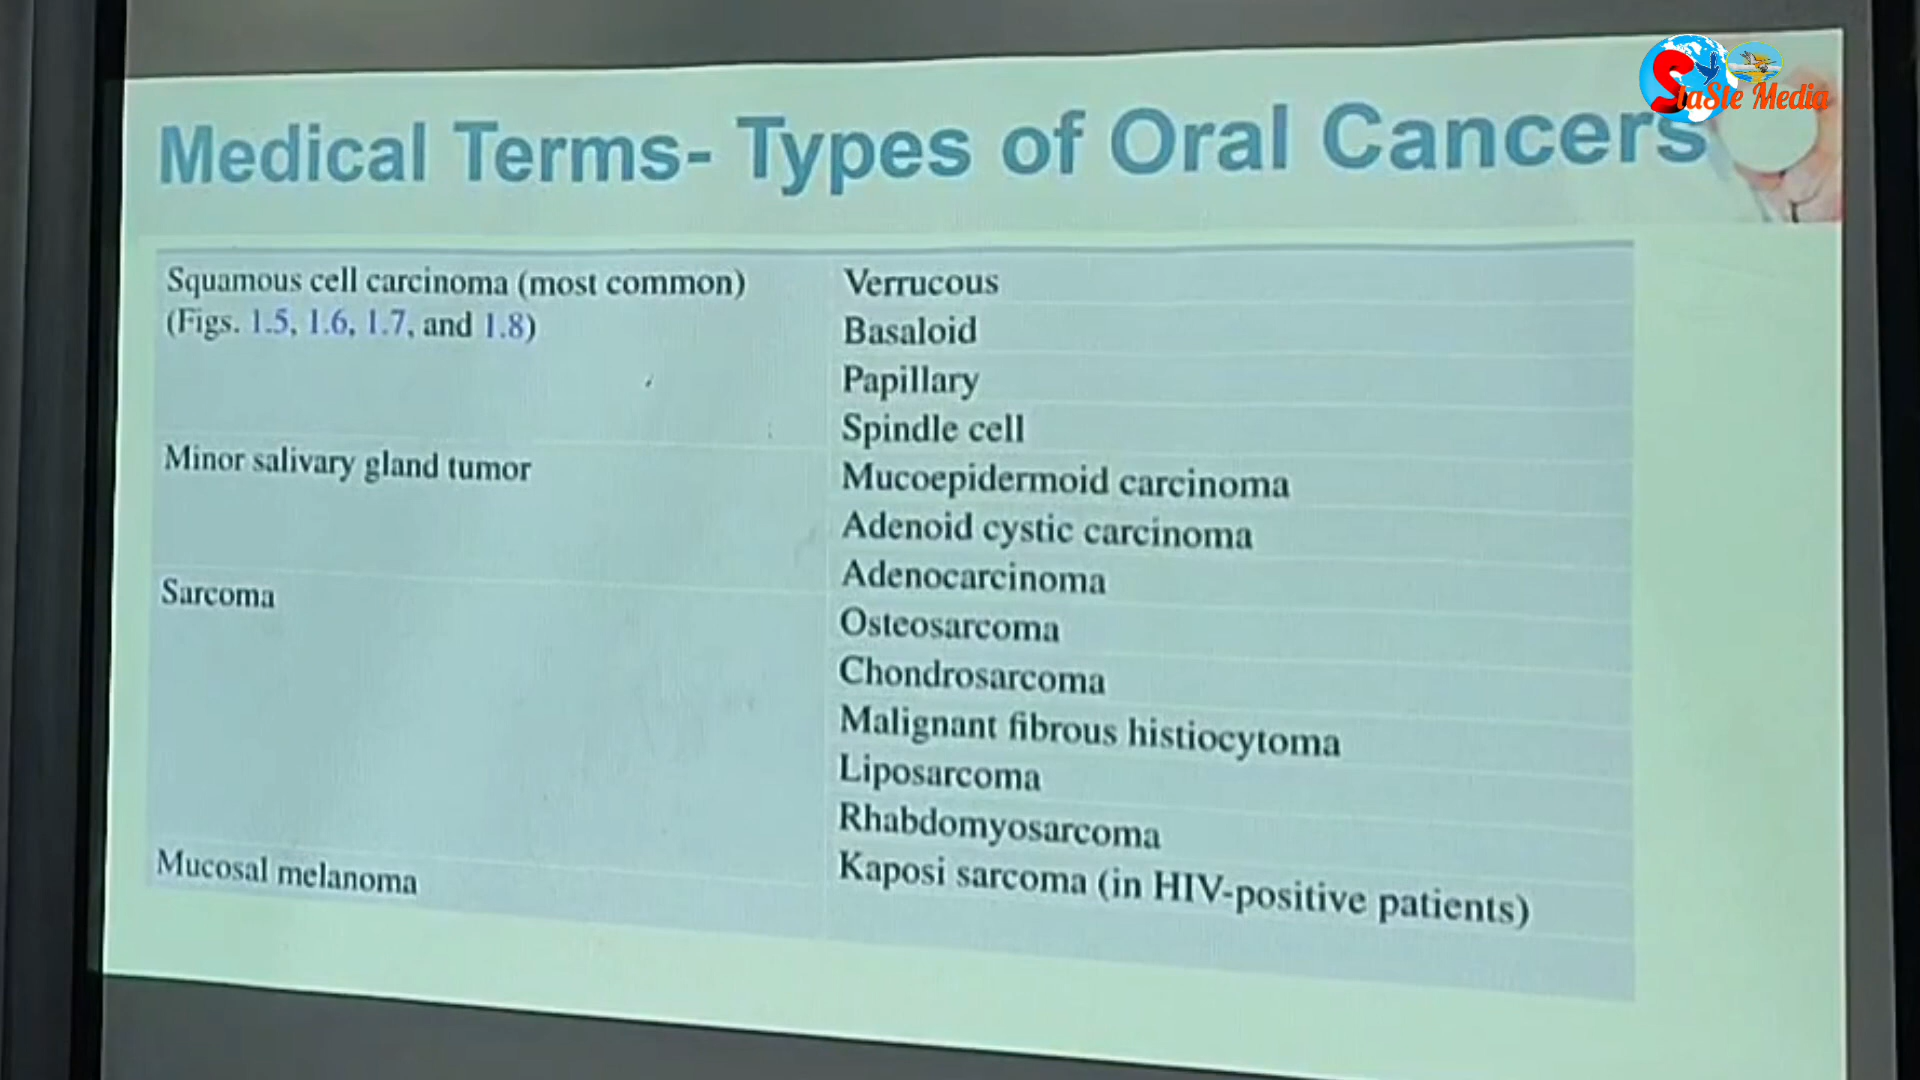 StaSte Media
Medical Terms- Types of Oral Cancers
Squamous cell carcinoma (most common)
(Figs. 1.5, 1.6, 1.7, and 1.8)
Verrucous
Basaloid
Papillary
Spindle cell
Minor salivary gland tumor
Mucoepidermoid carcinoma
Adenoid cystic carcinoma
Adenocarcinoma
Sarcoma
Osteosarcoma
Chondrosarcoma
Malignant fibrous histiocytoma
Liposarcoma
Rhabdomyosarcoma
Kaposi sarcoma (in HIV-positive patients)
Mucosal melanoma